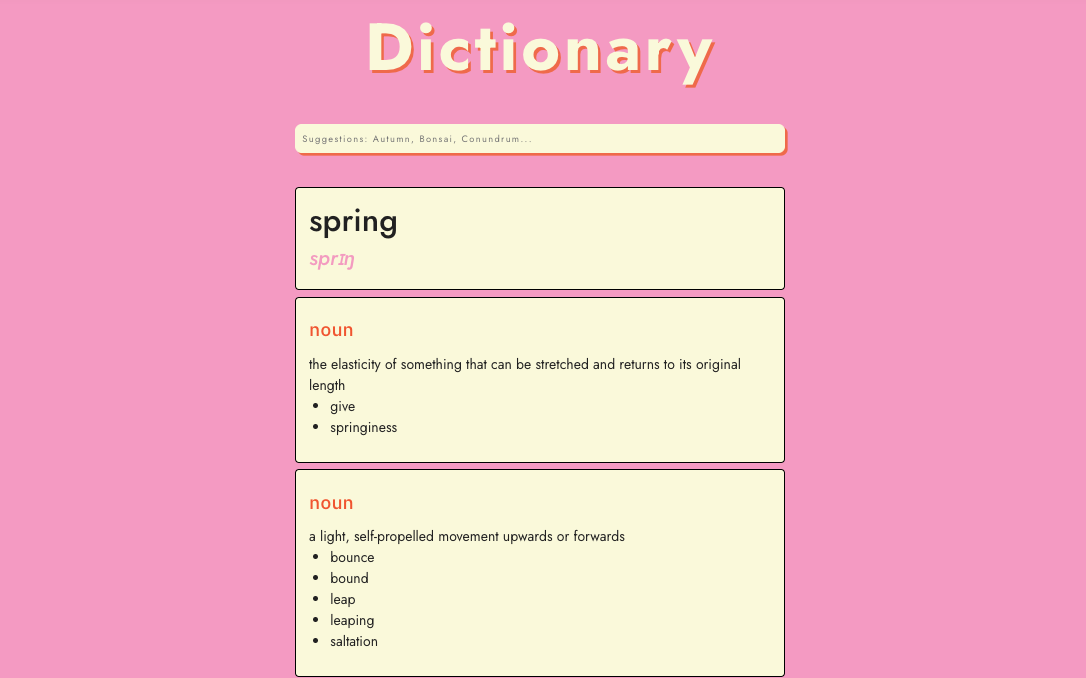 Dictionary
Suggestions: Autumn, Bonsai, Conundrum...
spring
sprɪŋ
noun
the elasticity of something that can be stretched and returns to its original
length
• give
• springiness
noun
a light, self-propelled movement upwards or forwards
• bounce
• bound
• leap
• leaping
• saltation